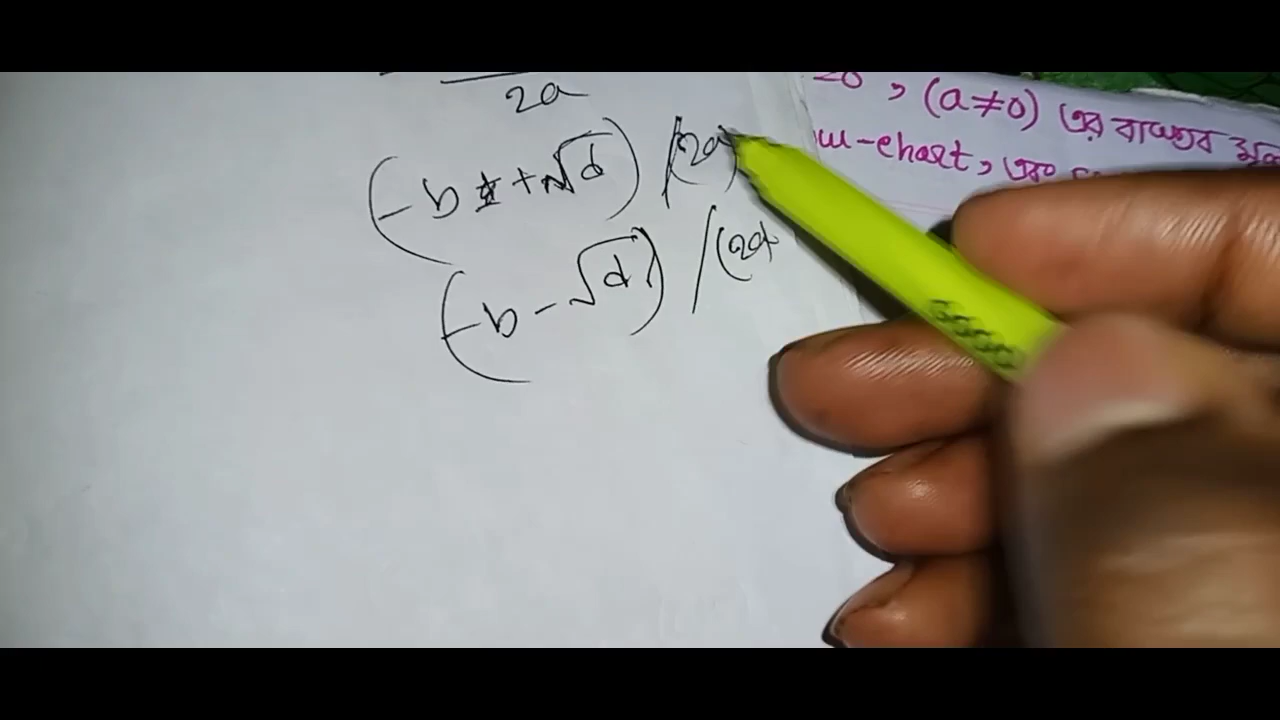 2a
(-b + √d) /(2a)
(-b - √d) /(2a
, (a≠0) এর বাস্তব
w-chart, এবং